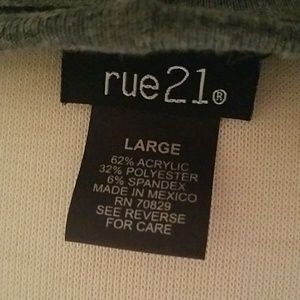 rue21®
LARGE
62% ACRYLIC
32% POLYESTER
6% SPANDEX
MADE IN MEXICO
RN 70829
SEE REVERSE
FOR CARE